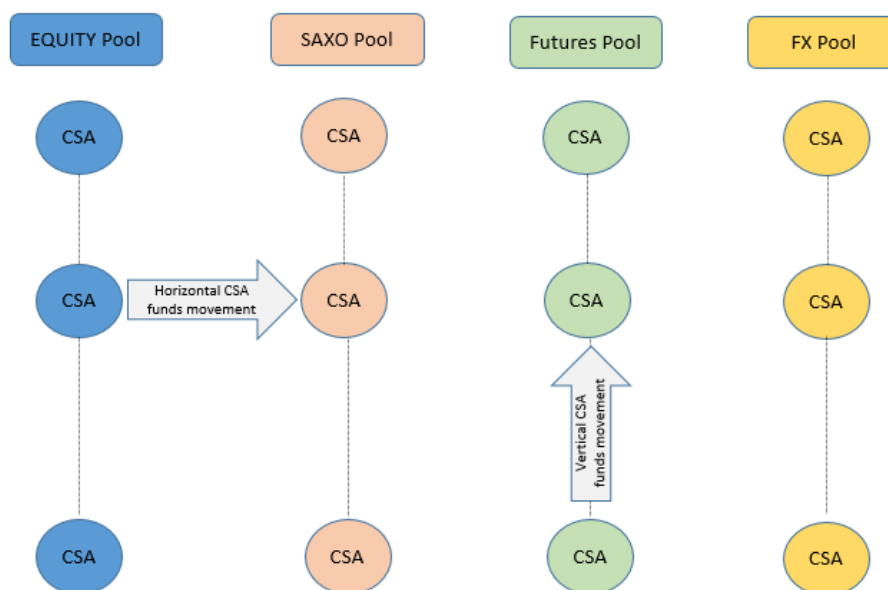 EQUITY Pool
SAXO Pool
Futures Pool
FX Pool
CSA
CSA
CSA
CSA
CSA
Horizontal CSA
funds movement
CSA
CSA
CSA
Vertical CSA
funds movement
CSA
CSA
CSA
CSA